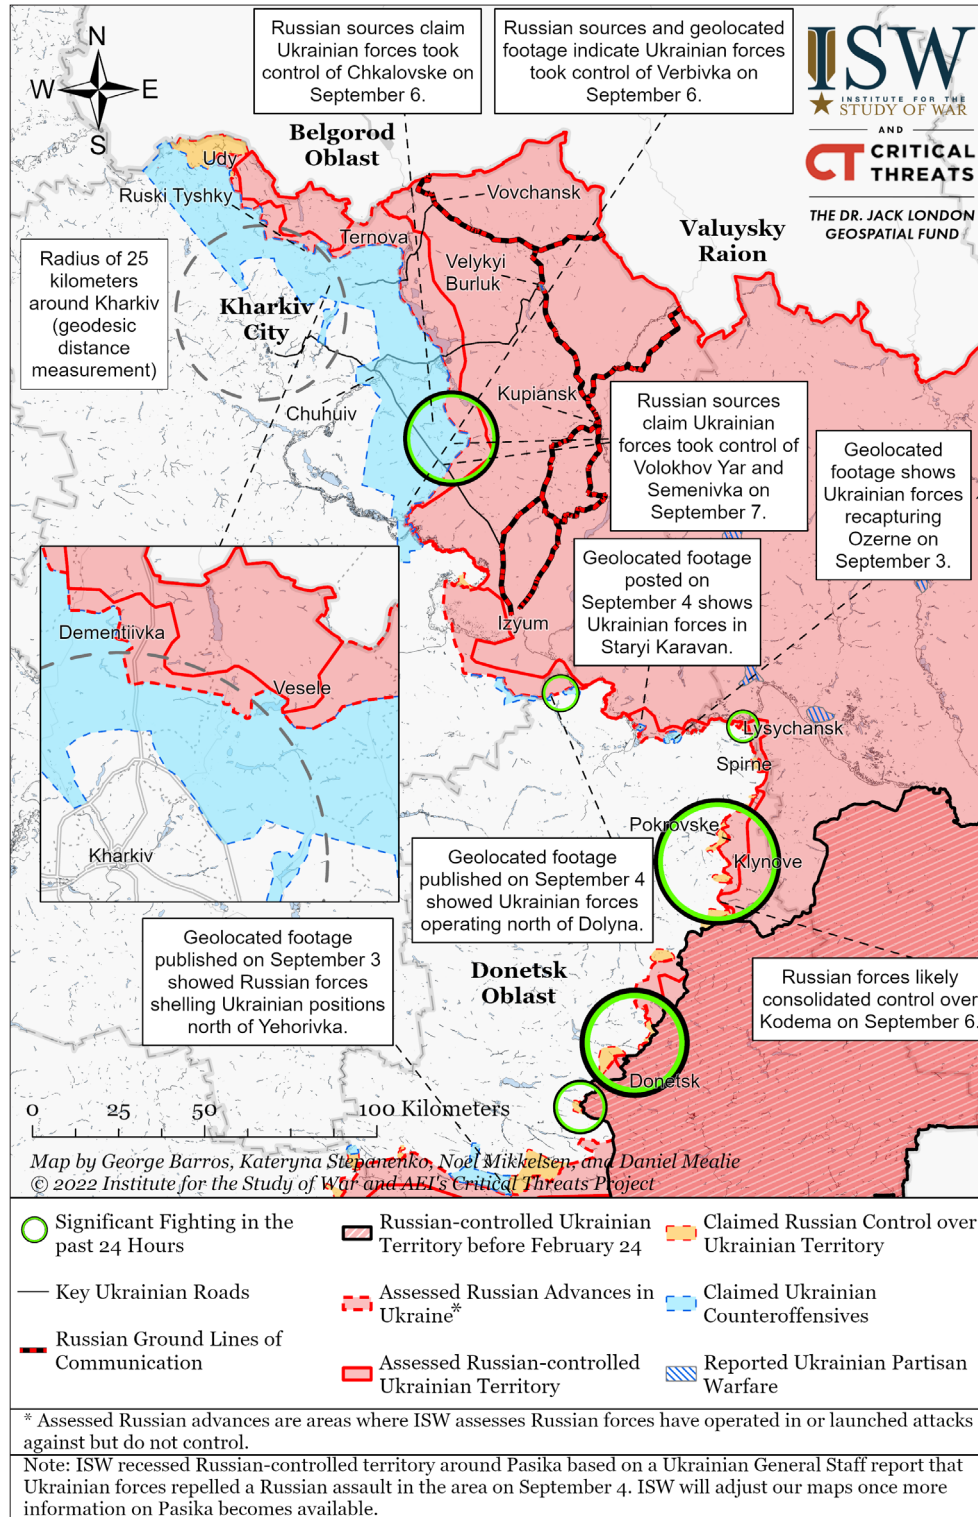 Russian sources claim
Ukrainian forces took
control of Chkalovske on
September 6.
Russian sources and geolocated
footage indicate Ukrainian forces
took control of Verbivka on
September 6.
ISW
INSTITUTE FOR THE
STUDY OF WAR
AND
CT CRITICAL
THREATS
THE DR. JACK LONDON
GEOSPATIAL FUND
N
W E
S
Belgorod
Oblast
Udy
Ruski Tyshky
Vovchansk
Ternova
Valuysky
Raion
Velykyi
Burluk
Radius of 25
kilometers
around Kharkiv
(geodesic
distance
measurement)
Kharkiv
City
Kupiansk
Chuhuiv
Russian sources
claim Ukrainian
forces took control of
Volokhov Yar and
Semenivka on
September 7.
Geolocated
footage shows
Ukrainian forces
recapturing
Ozerne on
September 3.
Geolocated footage
posted on
September 4 shows
Ukrainian forces in
Staryi Karavan.
Izyum
Dementiivka
Vesele
Kharkiv
Lysychansk
Spirne
Pokrovske
Klynove
Geolocated footage
published on September 4
showed Ukrainian forces
operating north of Dolyna.
Geolocated footage
published on September 3
showed Russian forces
shelling Ukrainian positions
north of Yehorivka.
Donetsk
Oblast
Russian forces likely
consolidated control over
Kodema on September 6.
Donetsk
0 25 50 100 Kilometers
Map by George Barros, Kateryna Stepanenko, Noel Mikkelsen, and Daniel Mealie
© 2022 Institute for the Study of War and AEI's Critical Threats Project
Significant Fighting in the
past 24 Hours
Key Ukrainian Roads
Russian Ground Lines of
Communication
Russian-controlled Ukrainian
Territory before February 24
Assessed Russian Advances in
Ukraine*
Assessed Russian-controlled
Ukrainian Territory
Claimed Russian Control over
Ukrainian Territory
Claimed Ukrainian
Counteroffensives
Reported Ukrainian Partisan
Warfare
* Assessed Russian advances are areas where ISW assesses Russian forces have operated in or launched attacks
against but do not control.
Note: ISW recessed Russian-controlled territory around Pasika based on a Ukrainian General Staff report that
Ukrainian forces repelled a Russian assault in the area on September 4. ISW will adjust our maps once more
information on Pasika becomes available.